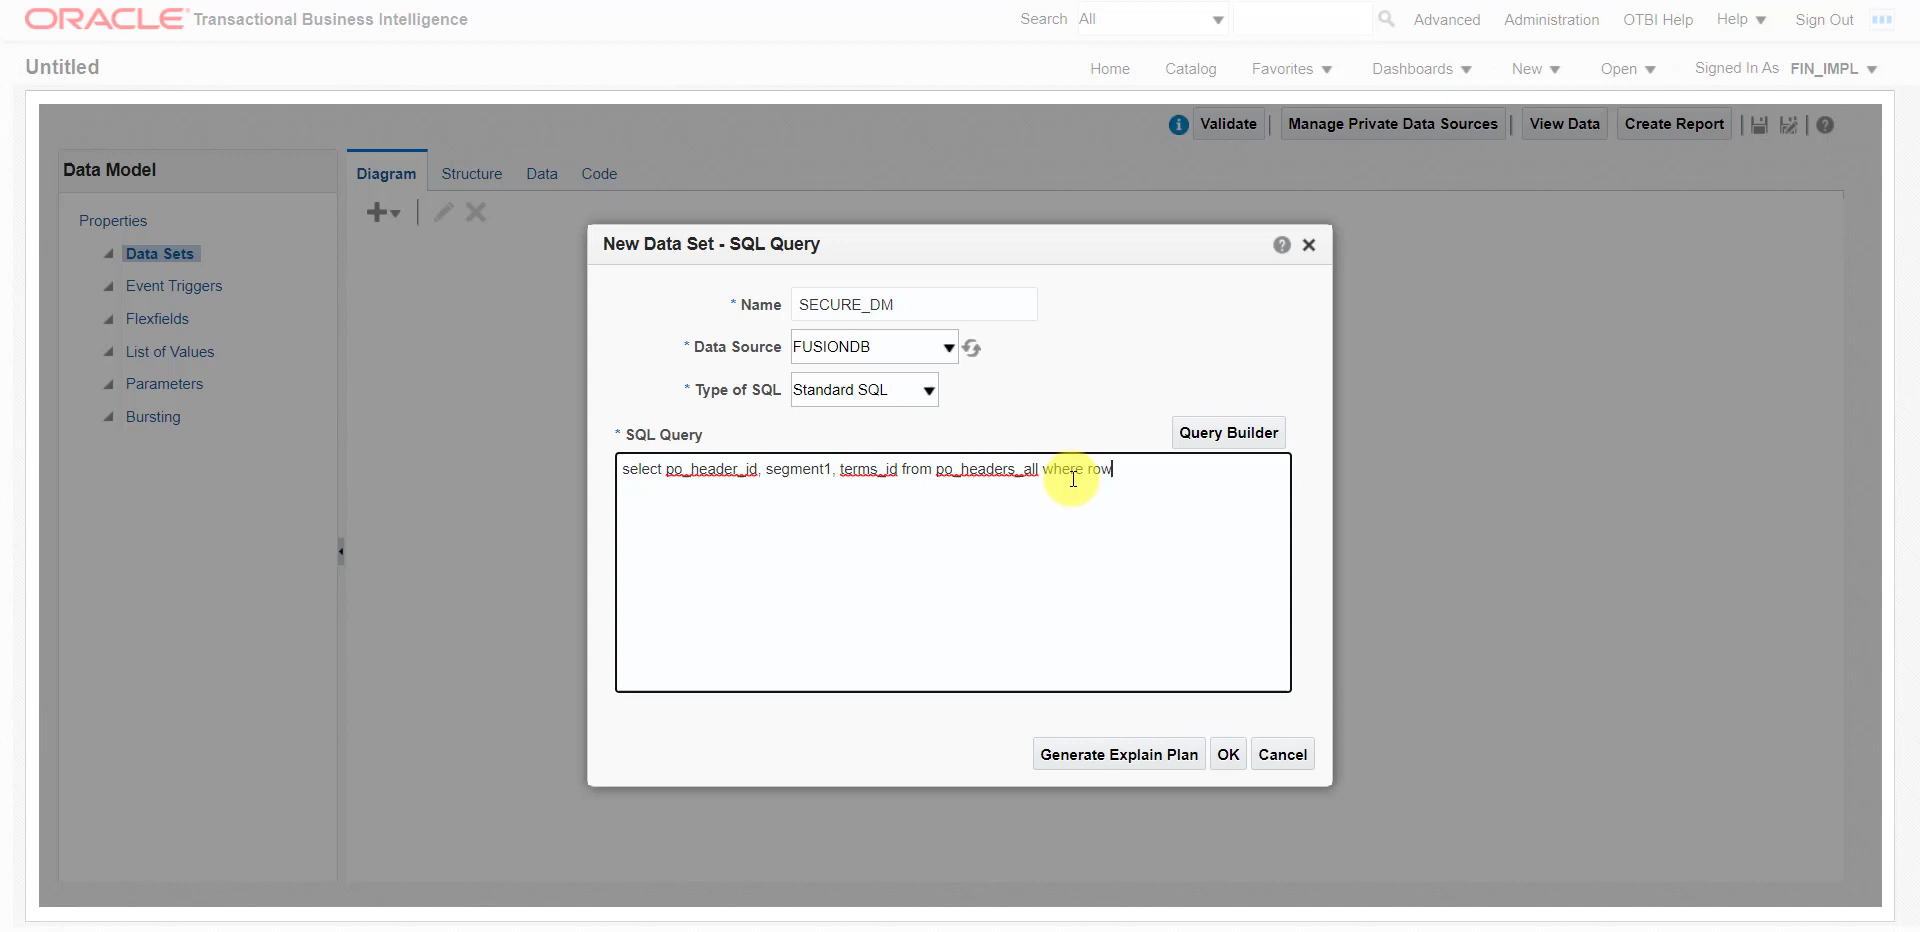 ORACLE Transactional Business Intelligence Search All Advanced Administration OTBI Help Help Sign Out
Untitled Home Catalog Favorites Dashboards New Open Signed In As FIN_IMPL
Validate Manage Private Data Sources View Data Create Report
Data Model
Diagram Structure Data Code
Properties
Data Sets
Event Triggers
Flexfields
List of Values
Parameters
Bursting
New Data Set - SQL Query
* Name SECURE_DM
* Data Source FUSIONDB
* Type of SQL Standard SQL
* SQL Query Query Builder
select po_header_id, segment1, terms_id from po_headers_all where row
Generate Explain Plan OK Cancel